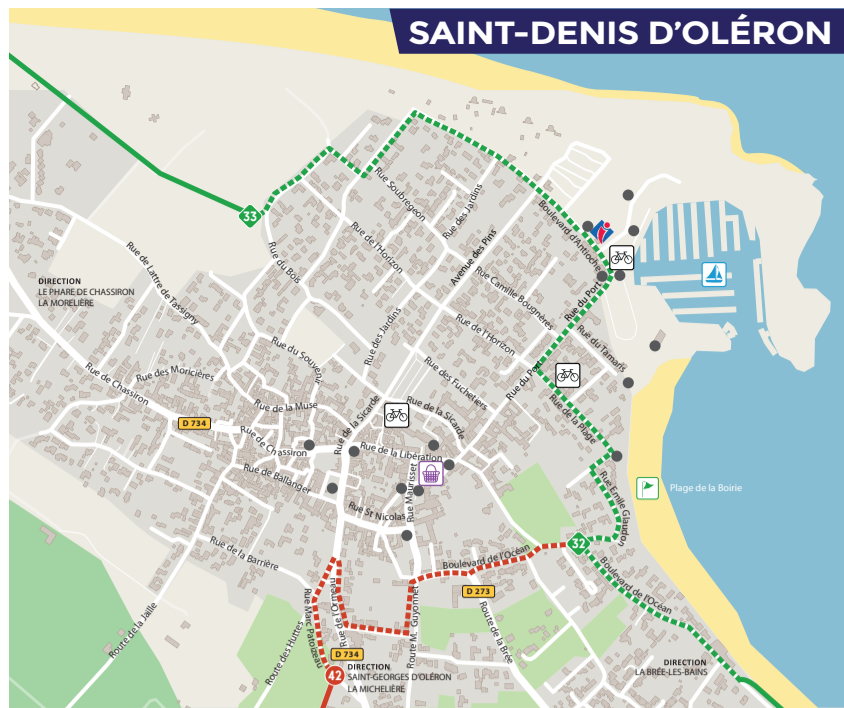 SAINT-DENIS D'OLÉRON
33
Rue Soubregeon
Rue des Jardins
Boulevard d'Antioche
Rue de l'Horizon
Avenue des Pins
Rue du Bois
Rue de Lattre de Tassigny
Rue Camille Bougnères
Rue du Port
DIRECTION
LE PHARE DE CHASSIRON
LA MORELIÈRE
Rue des Jardins
Rue de l'Horizon
Rue du Tamaris
Rue du Souvenir
Rue des Fuchetiers
Rue du Port
Rue des Moricières
Rue de Chassiron
Rue de la Muse
Rue de la Sicarde
Rue de la Sicarde
Rue de la Plage
D 734
Rue de Chassiron
Rue de la Libération
Rue de Ballanger
Rue Maurisset
Rue Emile Glaudon
Plage de la Boirie
Rue St Nicolas
Rue de la Barrière
32
Boulevard de l'Océan
Boulevard de l'Océan
D 273
Rue Marc Patoizeau
Rue de l'Ormeau
Route M. Guyonnet
Route de la Brée
Route de la Jaille
Route des Huttes
D 734
42
DIRECTION
SAINT-GEORGES D'OLÉRON
LA MICHELIÈRE
DIRECTION
LA BRÉE-LES-BAINS